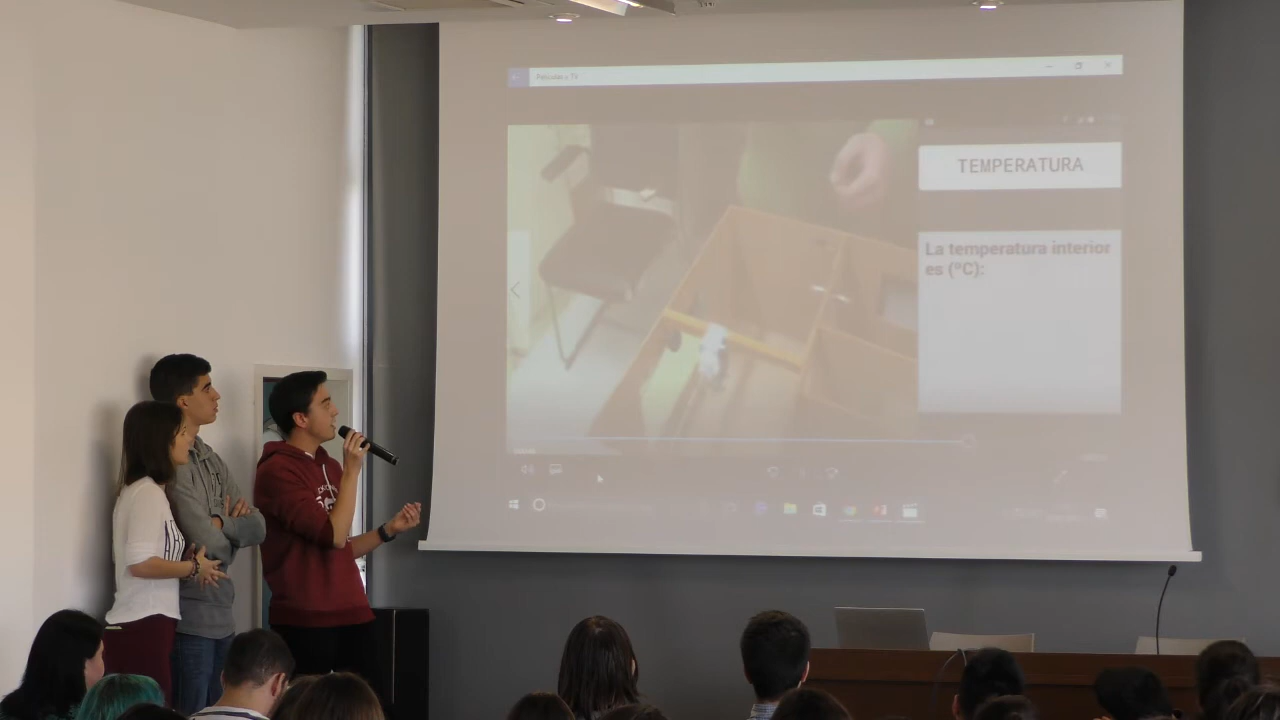 Películas y TV
TEMPERATURA
La temperatura interior
es (ºC):